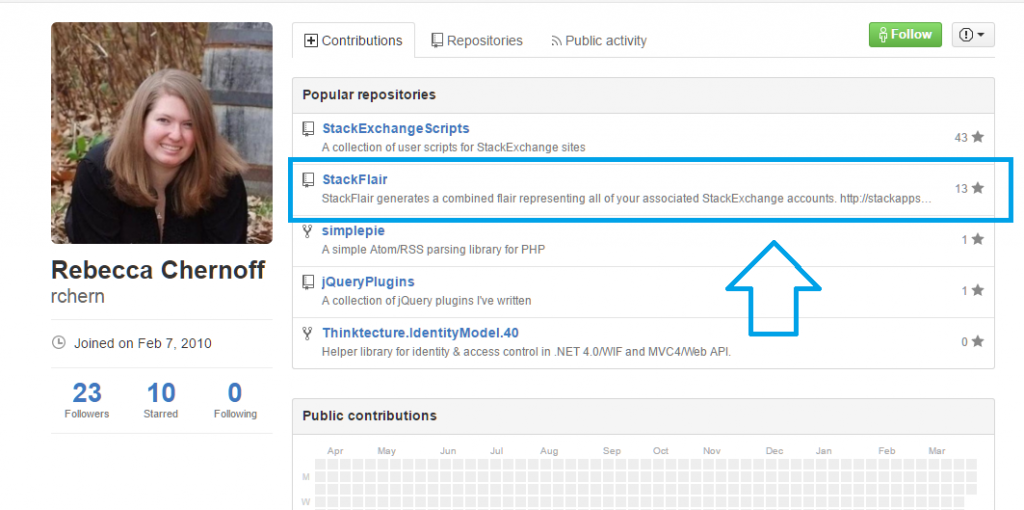 Contributions
Repositories
Public activity
Follow
Popular repositories
StackExchangeScripts
A collection of user scripts for StackExchange sites
43
StackFlair
StackFlair generates a combined flair representing all of your associated StackExchange accounts. http://stackapps…
13
simplepie
A simple Atom/RSS parsing library for PHP
1
jQueryPlugins
A collection of jQuery plugins I've written
1
Thinktecture.IdentityModel.40
Helper library for identity & access control in .NET 4.0/WIF and MVC4/Web API.
0
Rebecca Chernoff
rchern
Joined on Feb 7, 2010
23 10 0
Followers Starred Following
Public contributions
Apr May Jun Jul Aug Sep Oct Nov Dec Jan Feb Mar
M
W